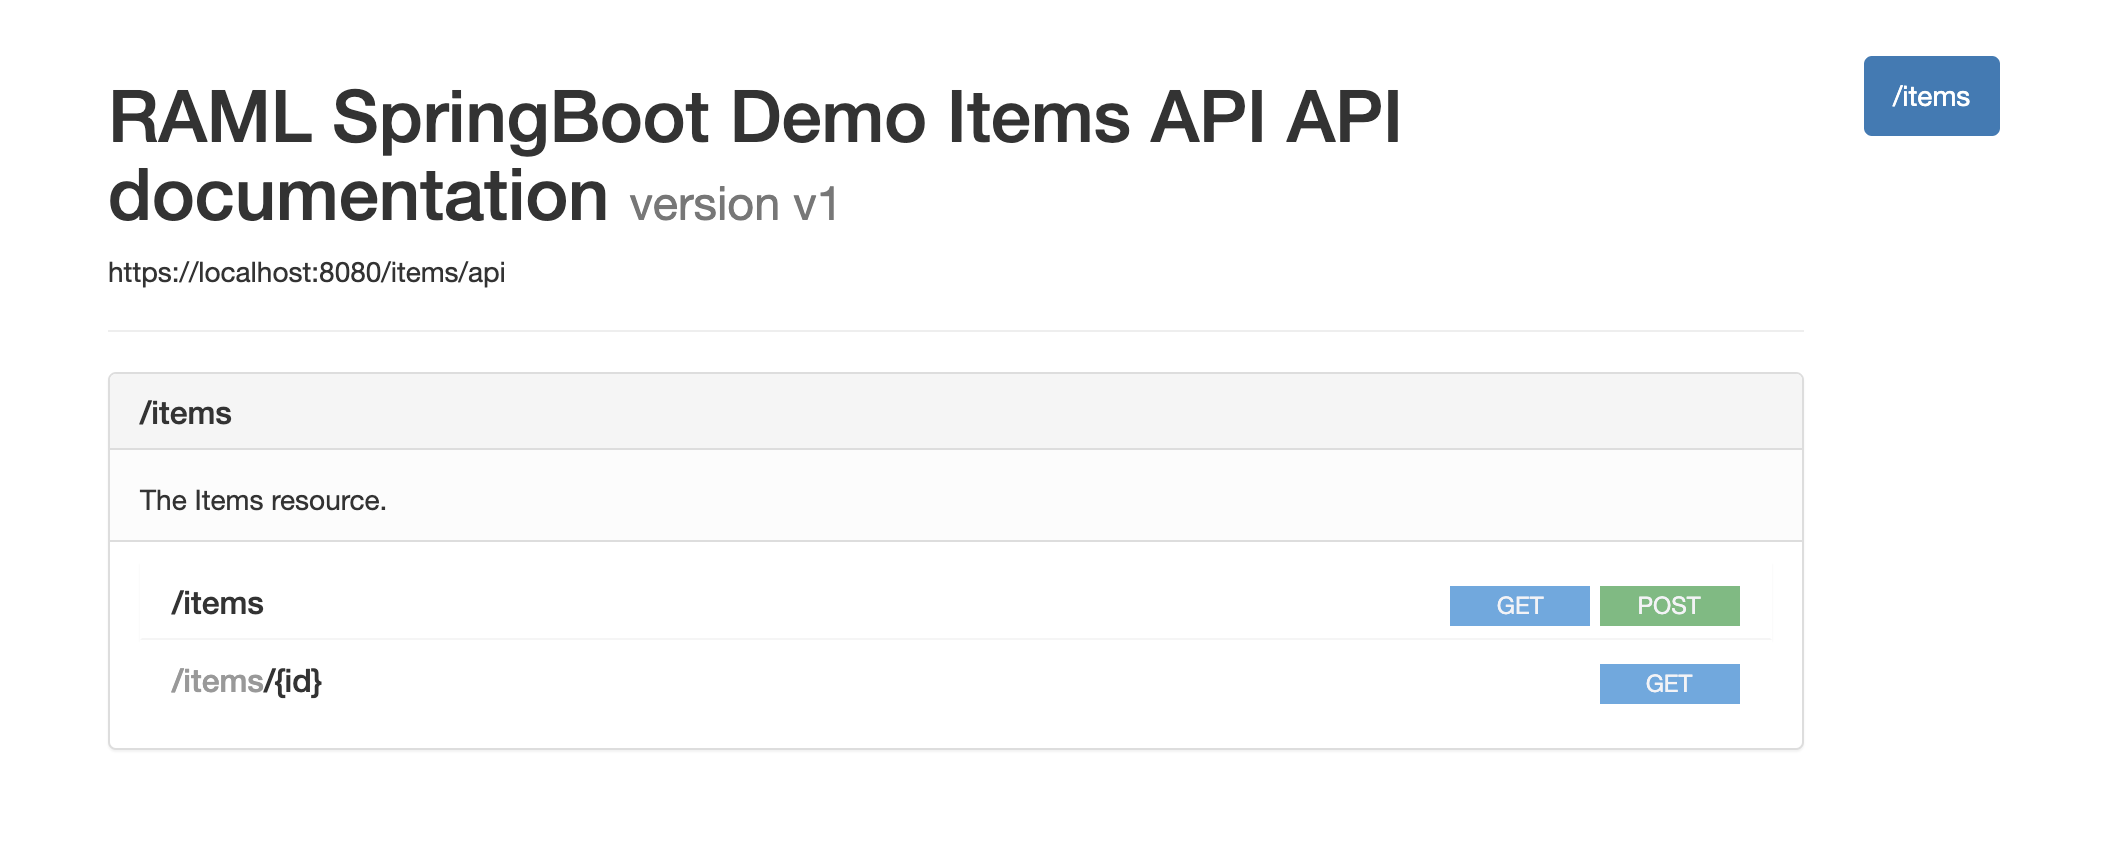 RAML SpringBoot Demo Items API API
documentation version v1
/items
https://localhost:8080/items/api
/items
The Items resource.
/items GET POST
/items/{id} GET